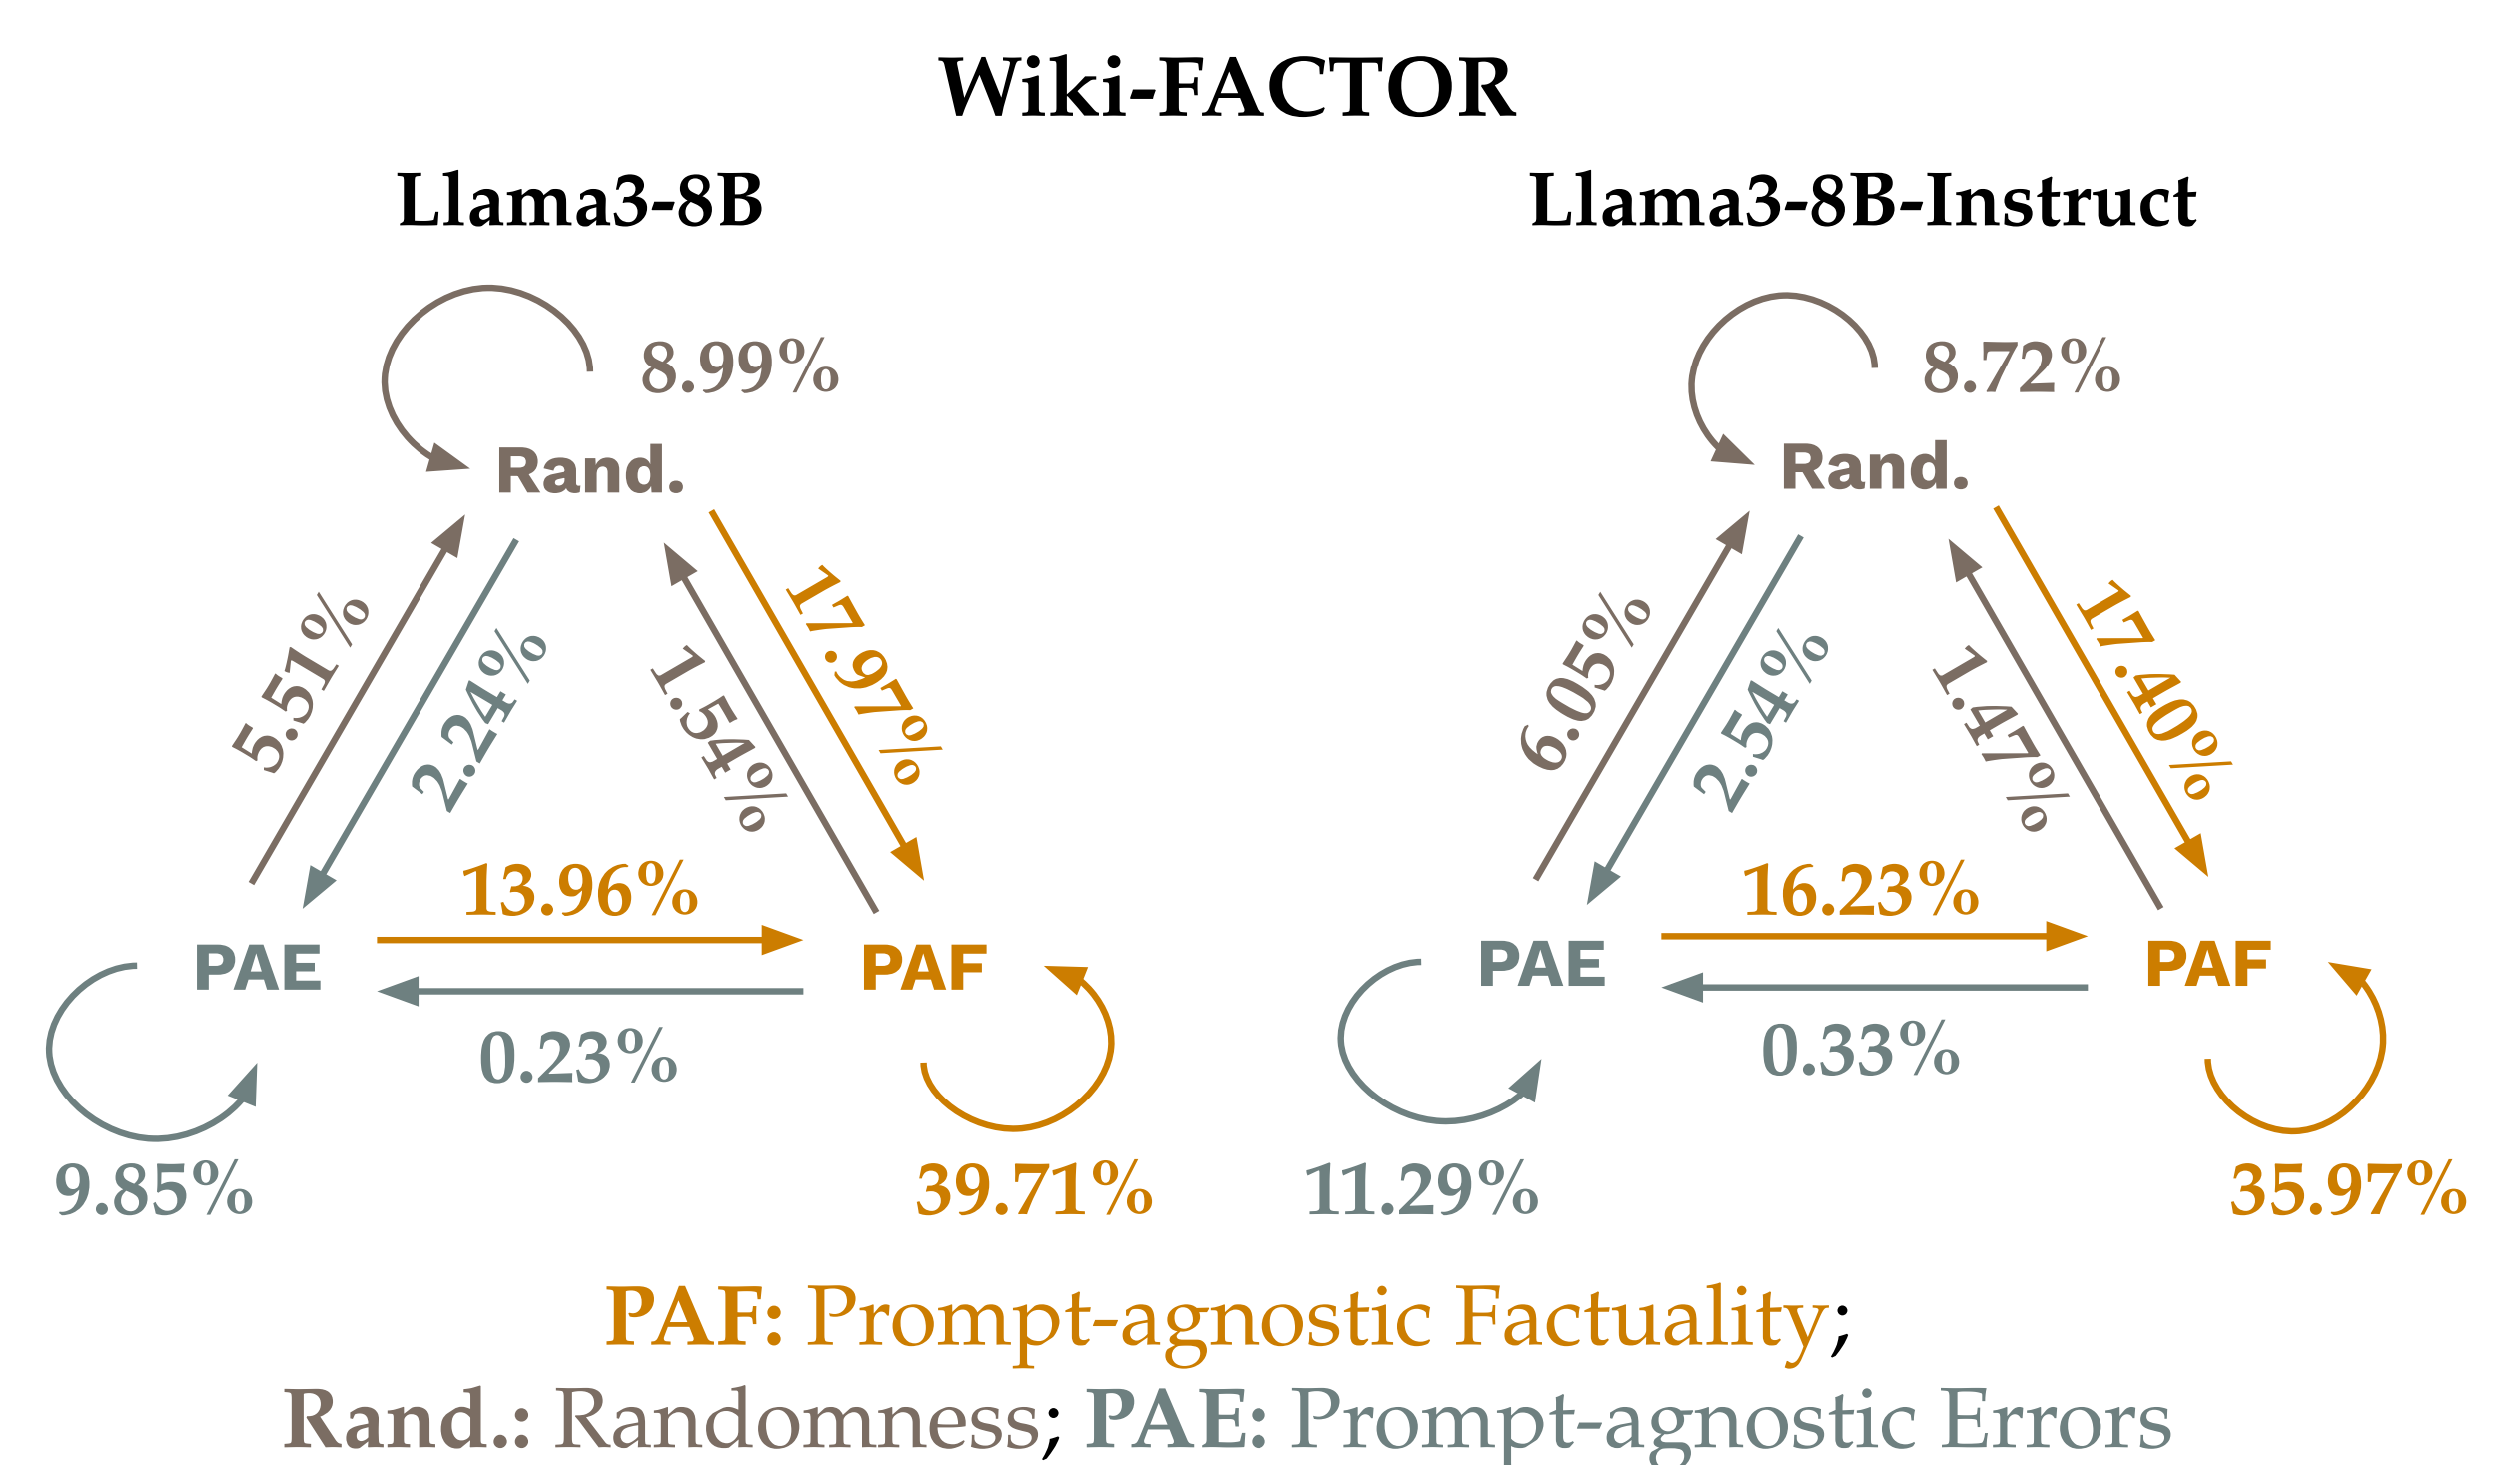 Wiki-FACTOR
Llama3-8B
8.99%
Rand.
5.51%
2.24%
1.54%
17.97%
13.96%
PAE
PAF
0.23%
9.85%
39.71%
Llama3-8B-Instruct
8.72%
Rand.
6.05%
2.54%
1.47%
17.40%
16.23%
PAE
PAF
0.33%
11.29%
35.97%
PAF: Prompt-agnostic Factuality;
Rand.: Randomness; PAE: Prompt-agnostic Errors